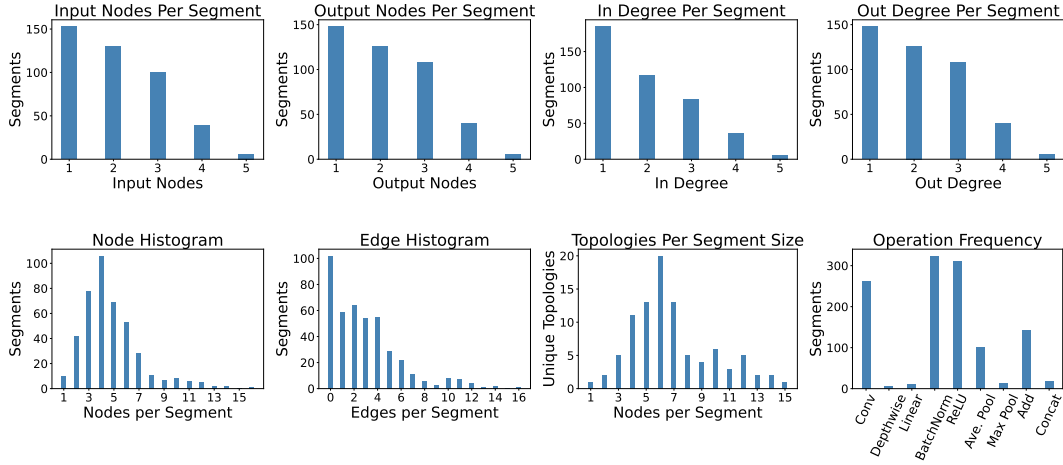 Input Nodes Per Segment
Segments
150
100
50
0
1 2 3 4 5
Input Nodes
Output Nodes Per Segment
Segments
150
100
50
0
1 2 3 4 5
Output Nodes
In Degree Per Segment
Segments
150
100
50
0
1 2 3 4 5
In Degree
Out Degree Per Segment
Segments
150
100
50
0
1 2 3 4 5
Out Degree
Node Histogram
Segments
100
80
60
40
20
0
1 3 5 7 9 11 13 15
Nodes per Segment
Edge Histogram
Segments
100
80
60
40
20
0
0 2 4 6 8 10 12 14 16
Edges per Segment
Topologies Per Segment Size
Unique Topologies
20
15
10
5
0
1 3 5 7 9 11 13 15
Nodes per Segment
Operation Frequency
Segments
300
200
100
0
Conv
Depthwise
Linear
BatchNorm
ReLU
Ave. Pool
Max Pool
Add
Concat